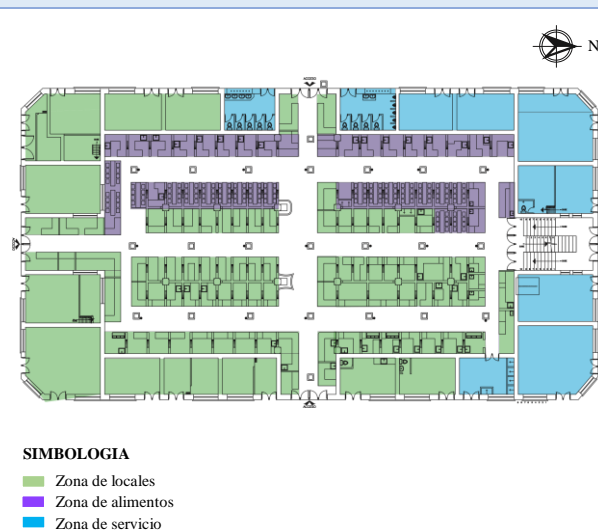 N
SIMBOLOGIA
Zona de locales
Zona de alimentos
Zona de servicio